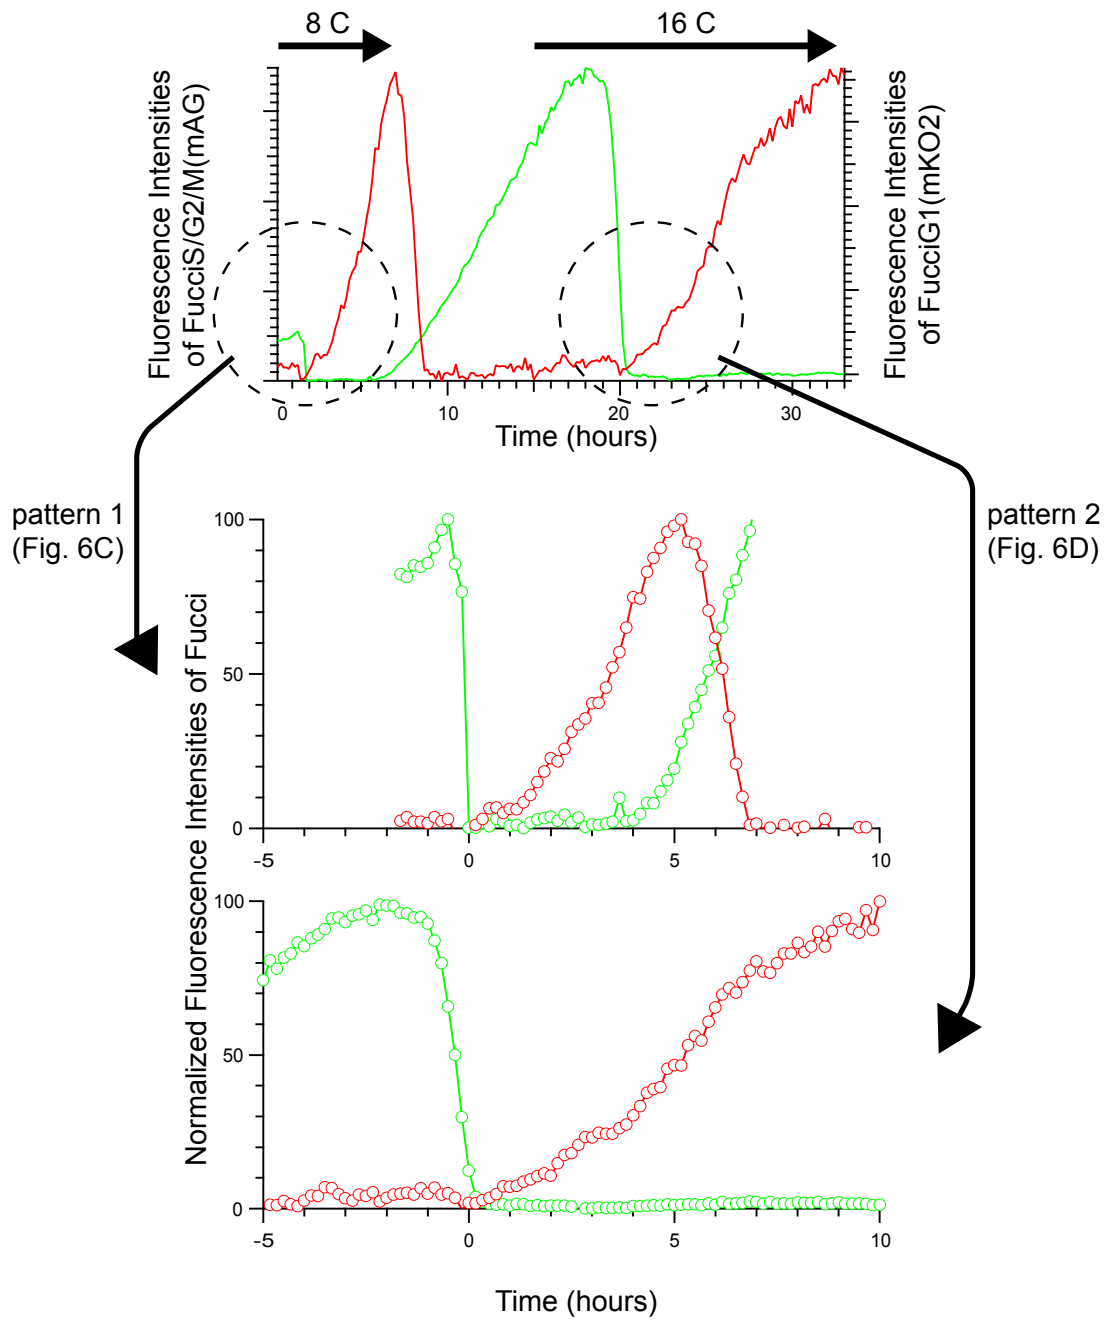 8 C
16 C
Fluorescence Intensities
of FucciS/G2/M(mAG)
Fluorescence Intensities
of FucciG1(mKO2)
0
10
20
30
Time (hours)
pattern 1
(Fig. 6C)
pattern 2
(Fig. 6D)
Normalized Fluorescence Intensities of Fucci
100
50
0
-5
0
5
10
100
50
0
-5
0
5
10
Time (hours)